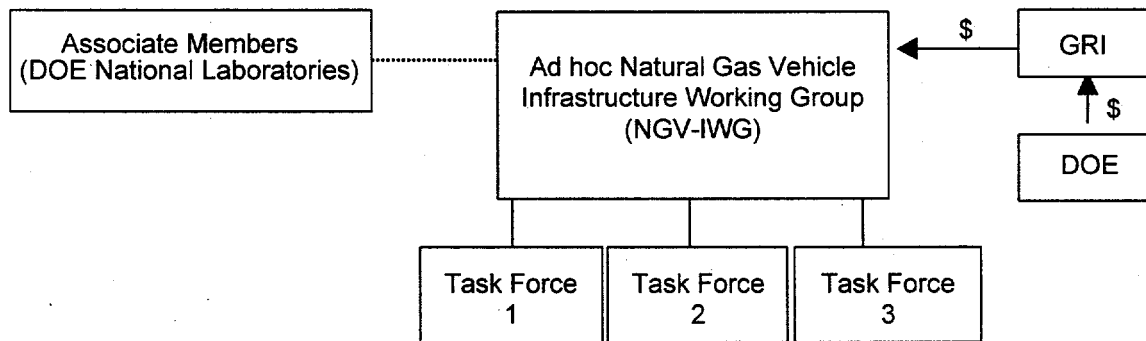 Associate Members
(DOE National Laboratories)
Ad hoc Natural Gas Vehicle
Infrastructure Working Group
(NGV-IWG)
$
GRI
$
DOE
Task Force
1
Task Force
2
Task Force
3